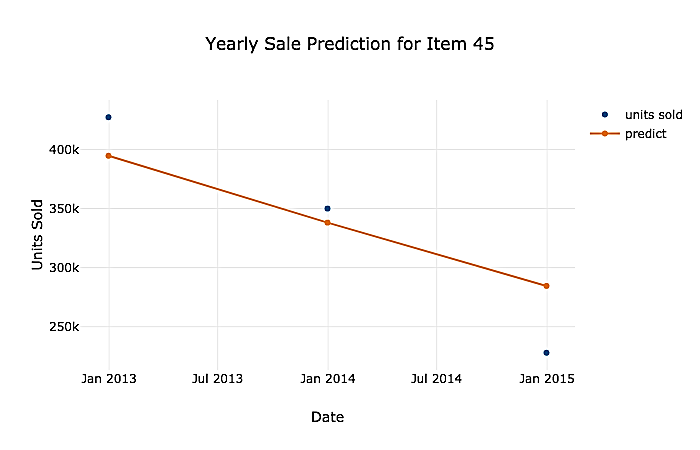 Yearly Sale Prediction for Item 45
units sold
predict
400k
350k
300k
250k
Units Sold
Jan 2013 Jul 2013 Jan 2014 Jul 2014 Jan 2015
Date